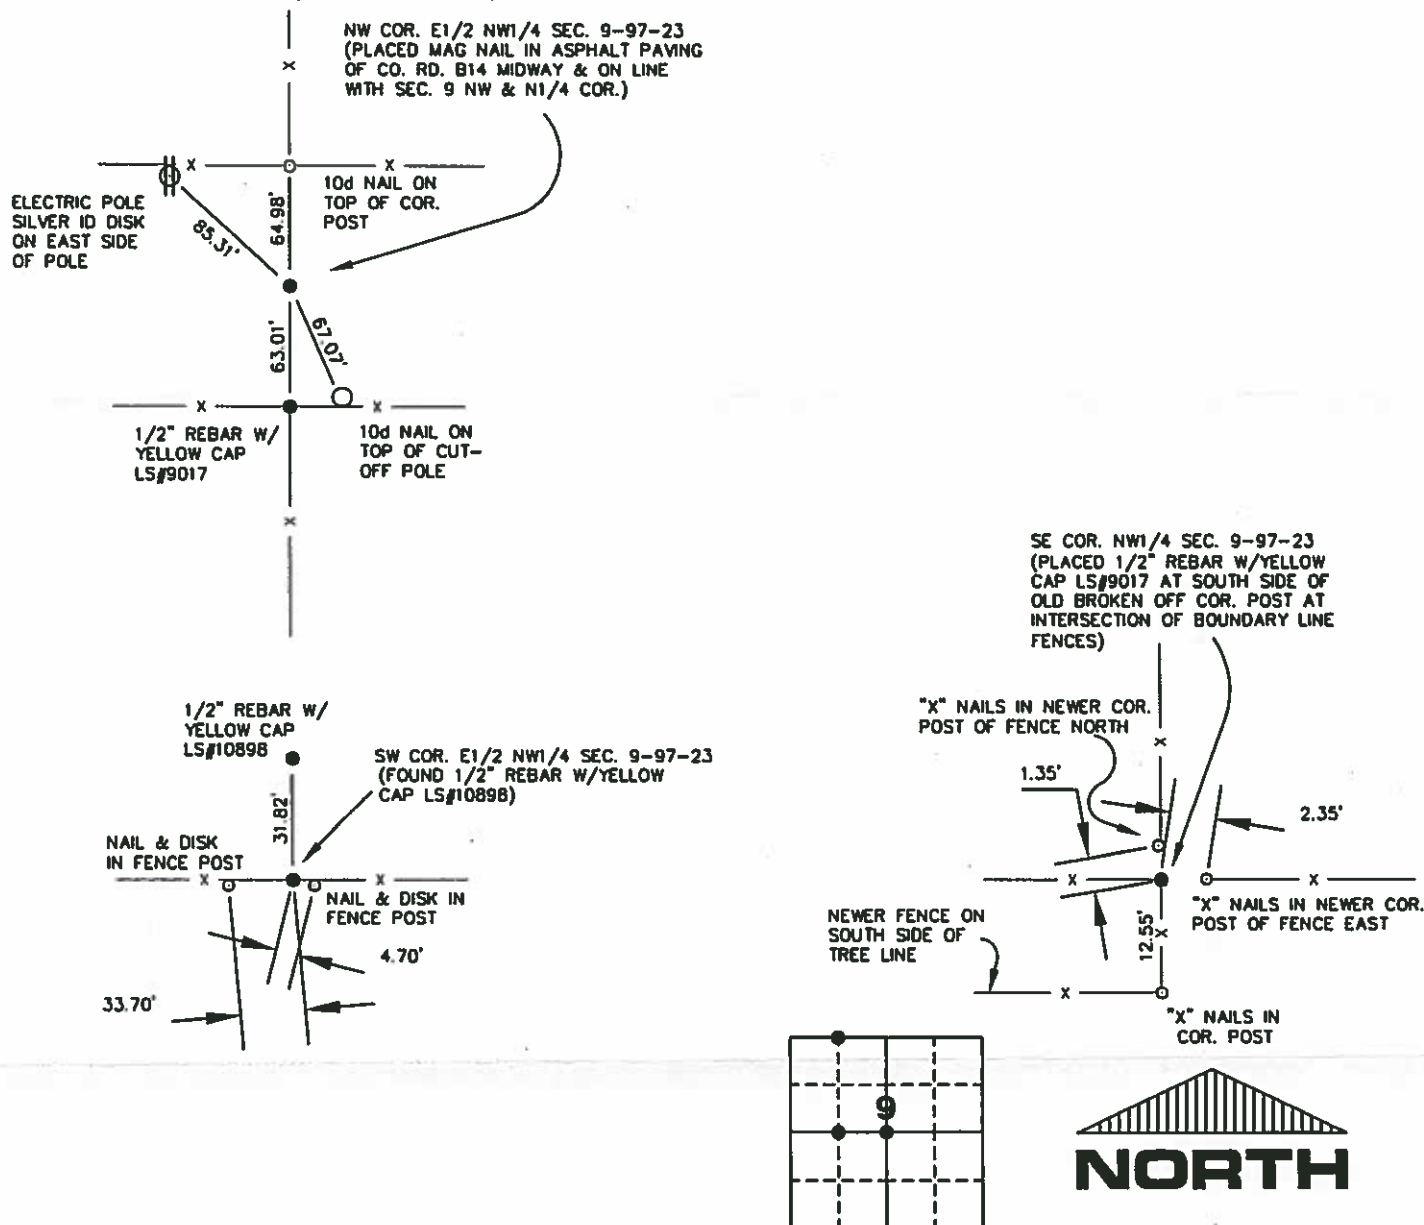 NW COR. E1/2 NW1/4 SEC. 9-97-23
(PLACED MAG NAIL IN ASPHALT PAVING
OF CO. RD. B14 MIDWAY & ON LINE
WITH SEC. 9 NW & N1/4 COR.)
X
X
X
10d NAIL ON
TOP OF COR.
POST
ELECTRIC POLE
SILVER ID DISK
ON EAST SIDE
OF POLE
85.31'
64.98'
63.01'
67.07'
X
X
1/2" REBAR W/
YELLOW CAP
LS#9017
10d NAIL ON
TOP OF CUT-
OFF POLE
X
SE COR. NW1/4 SEC. 9-97-23
(PLACED 1/2" REBAR W/YELLOW
CAP LS#9017 AT SOUTH SIDE OF
OLD BROKEN OFF COR. POST AT
INTERSECTION OF BOUNDARY LINE
FENCES)
1/2" REBAR W/
YELLOW CAP
LS#10898
SW COR. E1/2 NW1/4 SEC. 9-97-23
(FOUND 1/2" REBAR W/YELLOW
CAP LS#10898)
31.82'
NAIL & DISK
IN FENCE POST
X
X
NAIL & DISK IN
FENCE POST
4.70'
33.70'
"X" NAILS IN NEWER COR.
POST OF FENCE NORTH
X
1.35'
2.35'
X
X
"X" NAILS IN NEWER COR.
POST OF FENCE EAST
12.55'
X
NEWER FENCE ON
SOUTH SIDE OF
TREE LINE
X
"X" NAILS IN
COR. POST
9
NORTH